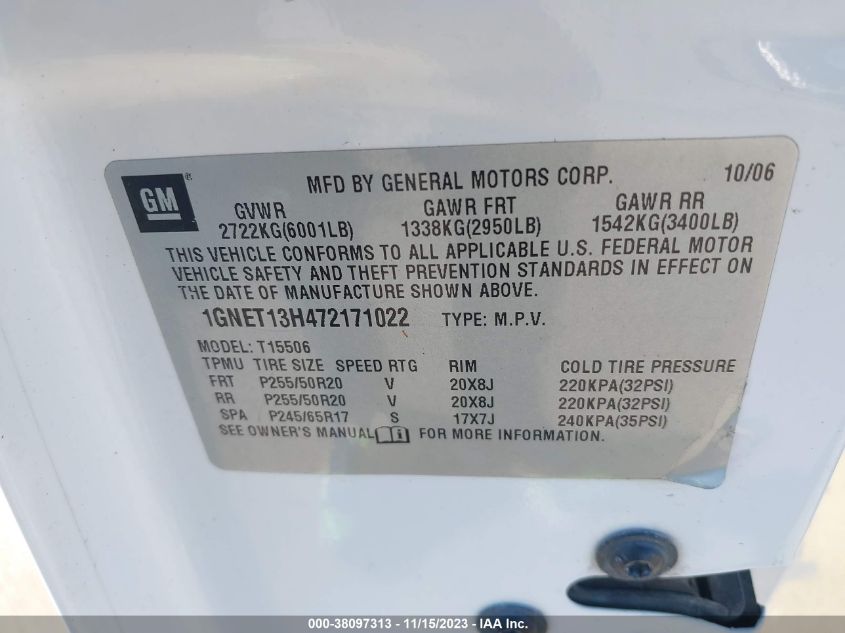 GM®
MFD BY GENERAL MOTORS CORP. 10/06
GVWR GAWR FRT GAWR RR
2722KG(6001LB) 1338KG(2950LB) 1542KG(3400LB)
THIS VEHICLE CONFORMS TO ALL APPLICABLE U.S. FEDERAL MOTOR
VEHICLE SAFETY AND THEFT PREVENTION STANDARDS IN EFFECT ON
THE DATE OF MANUFACTURE SHOWN ABOVE.
1GNET13H472171022 TYPE: M.P.V.
MODEL: T15506
TPMU TIRE SIZE SPEED RTG RIM COLD TIRE PRESSURE
FRT P255/50R20 V 20X8J 220KPA(32PSI)
RR P255/50R20 V 20X8J 220KPA(32PSI)
SPA P245/65R17 S 17X7J 240KPA(35PSI)
SEE OWNER'S MANUAL FOR MORE INFORMATION.
000-38097313 - 11/15/2023 - IAA Inc.